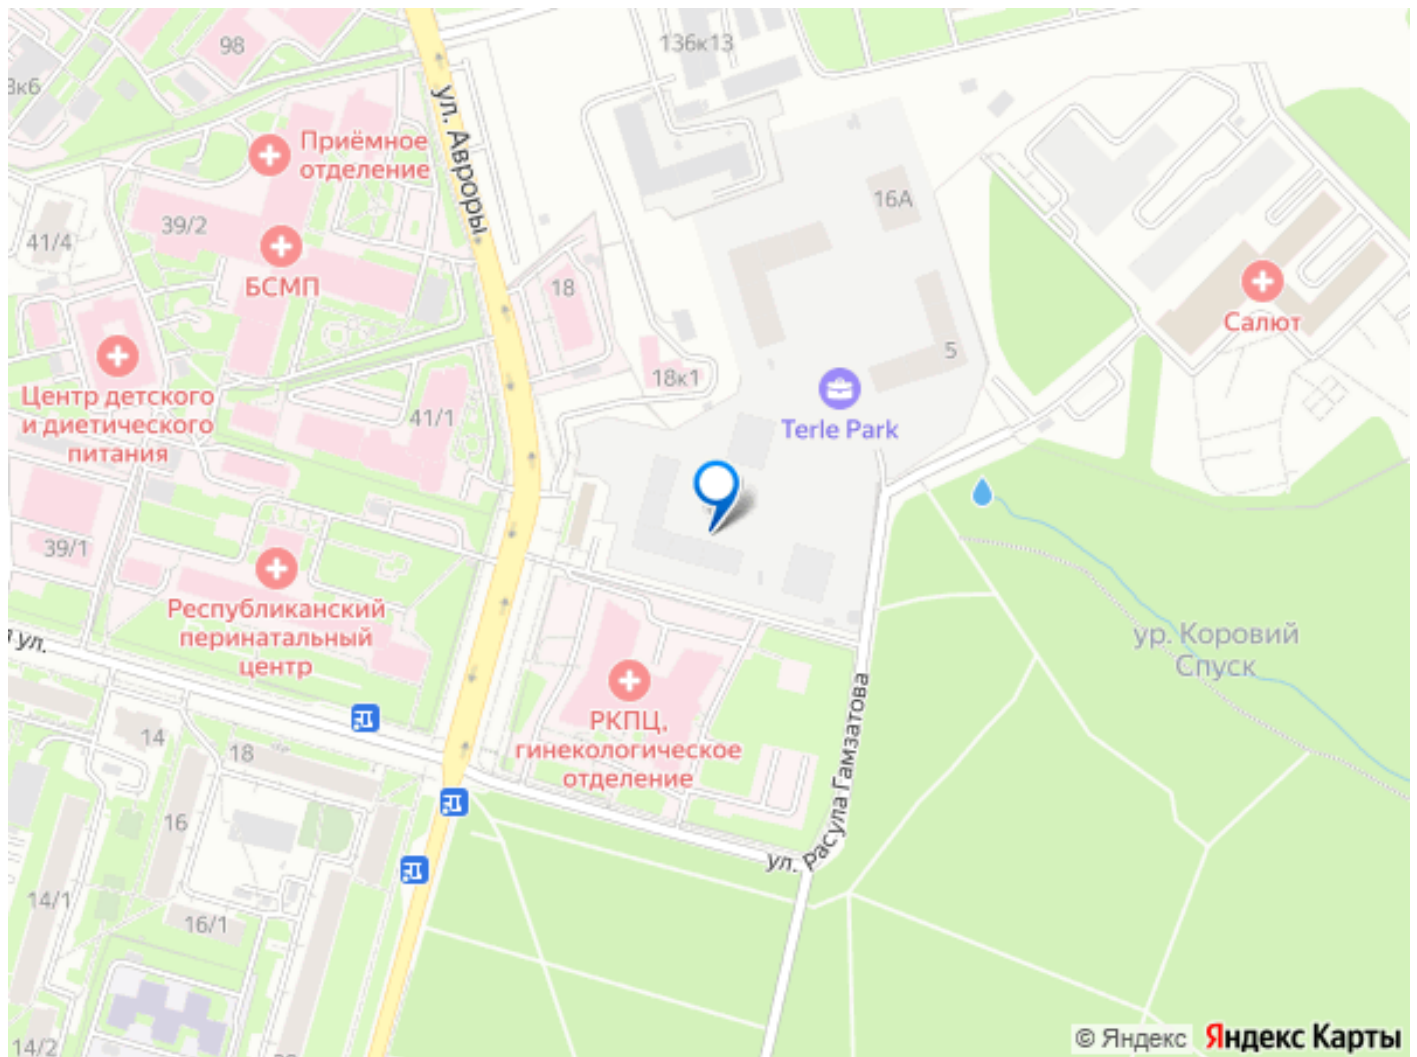 98
136к13
3к6
ул. Авроры
Приёмное
отделение
16А
39/2
41/4
БСМП
18
Салют
5
18к1
Центр детского
и диетического
питания
41/1
Terle Park
39/1
Республиканский
перинатальный
центр
ул.
ур. Коровий
Спуск
РКПЦ,
гинекологическое
отделение
14
18
16
ул. Расула Гамзатова
14/1
16/1
14/2
© Яндекс Яндекс Карты